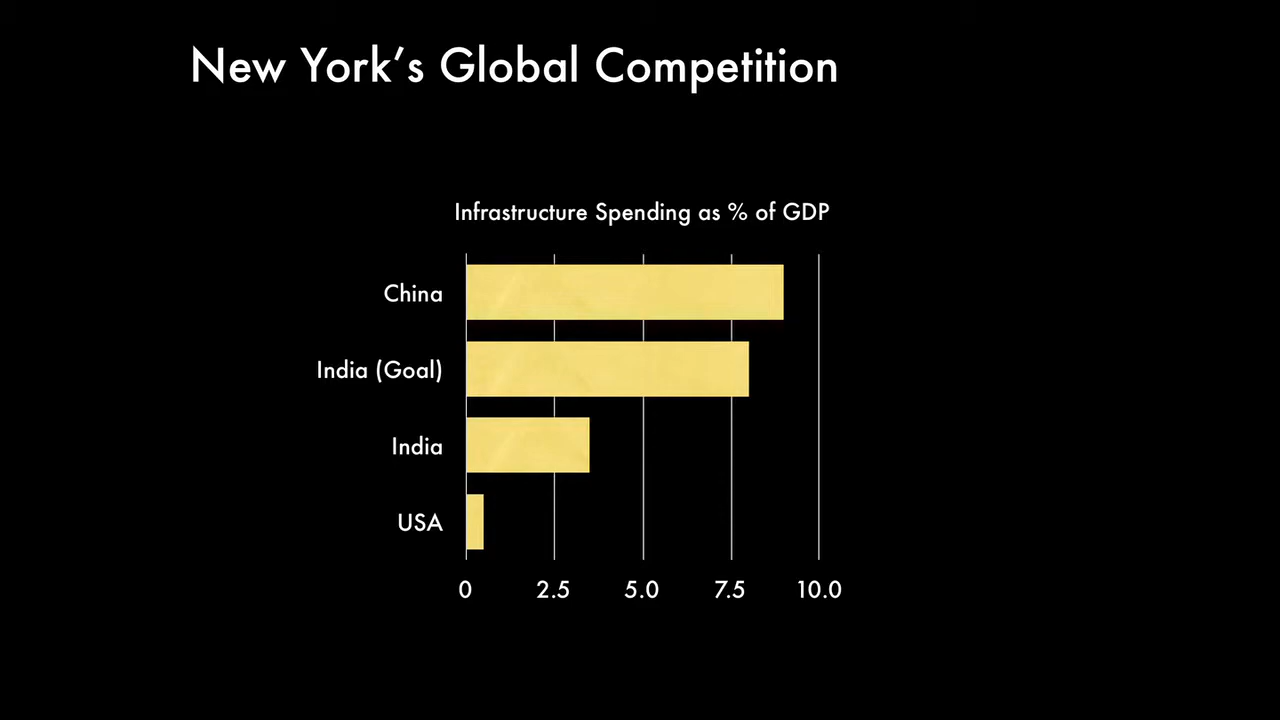 New York’s Global Competition
Infrastructure Spending as % of GDP
China
India (Goal)
India
USA
0 2.5 5.0 7.5 10.0